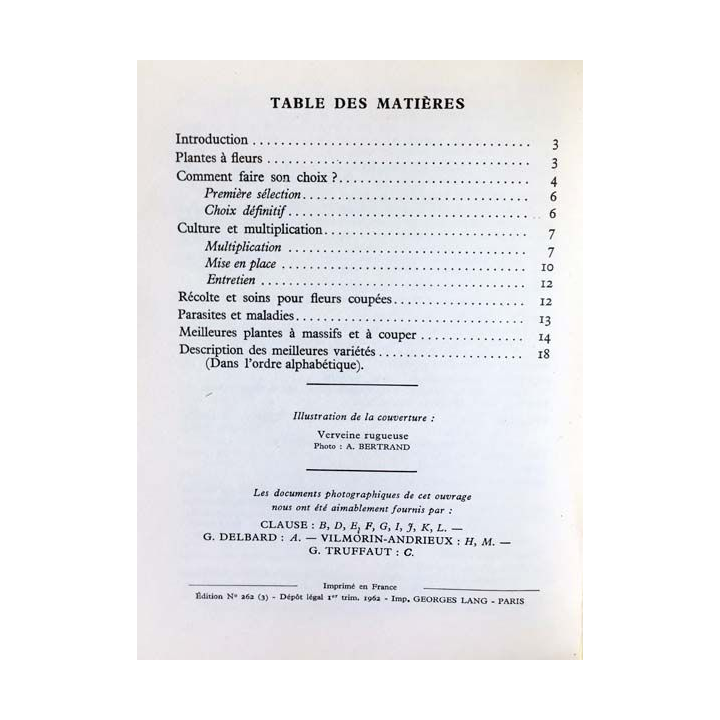 TABLE DES MATIÈRES
Introduction ........................................ 3
Plantes à fleurs ........................................ 3
Comment faire son choix ? ........................................ 4
Première sélection ........................................ 6
Choix définitif ........................................ 6
Culture et multiplication ........................................ 7
Multiplication ........................................ 7
Mise en place ........................................ 10
Entretien ........................................ 12
Récolte et soins pour fleurs coupées ........................................ 12
Parasites et maladies ........................................ 13
Meilleures plantes à massifs et à couper ........................................ 14
Description des meilleures variétés ........................................ 18
(Dans l'ordre alphabétique).
Illustration de la couverture :
Verveine rugueuse
Photo : A. BERTRAND
Les documents photographiques de cet ouvrage
nous ont été aimablement fournis par :
CLAUSE : B, D, E, F, G, I, J, K, L. —
G. DELBARD : A. — VILMORIN-ANDRIEUX : H, M. —
G. TRUFFAUT : C.
Imprimé en France
Édition N° 262 (3) - Dépôt légal 1er trim. 1962 - Imp. GEORGES LANG - PARIS